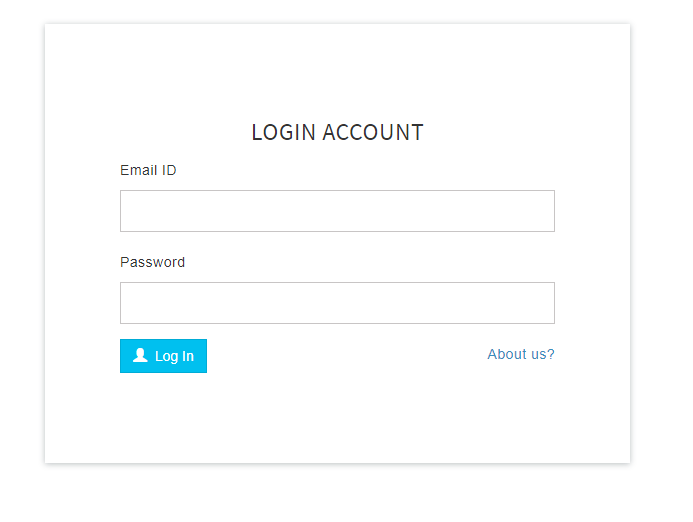 LOGIN ACCOUNT
Email ID
Password
Log In
About us?